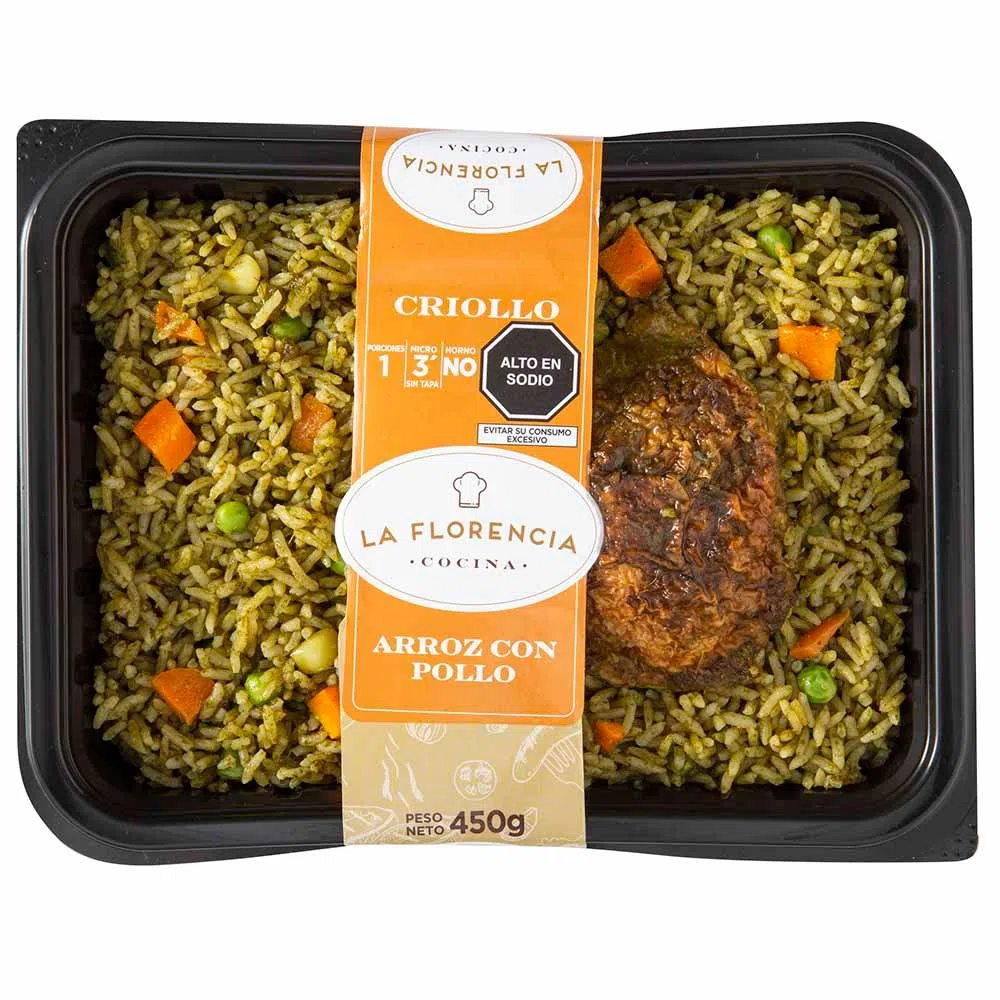 LA FLORENCIA
COCINA
CRIOLLO
PORCIONES
1
MICRO
3´
SIN TAPA
HORNO
NO
ALTO EN
SODIO
EVITAR SU CONSUMO
EXCESIVO
LA FLORENCIA
· COCINA ·
ARROZ CON
POLLO
PESO
NETO 450g